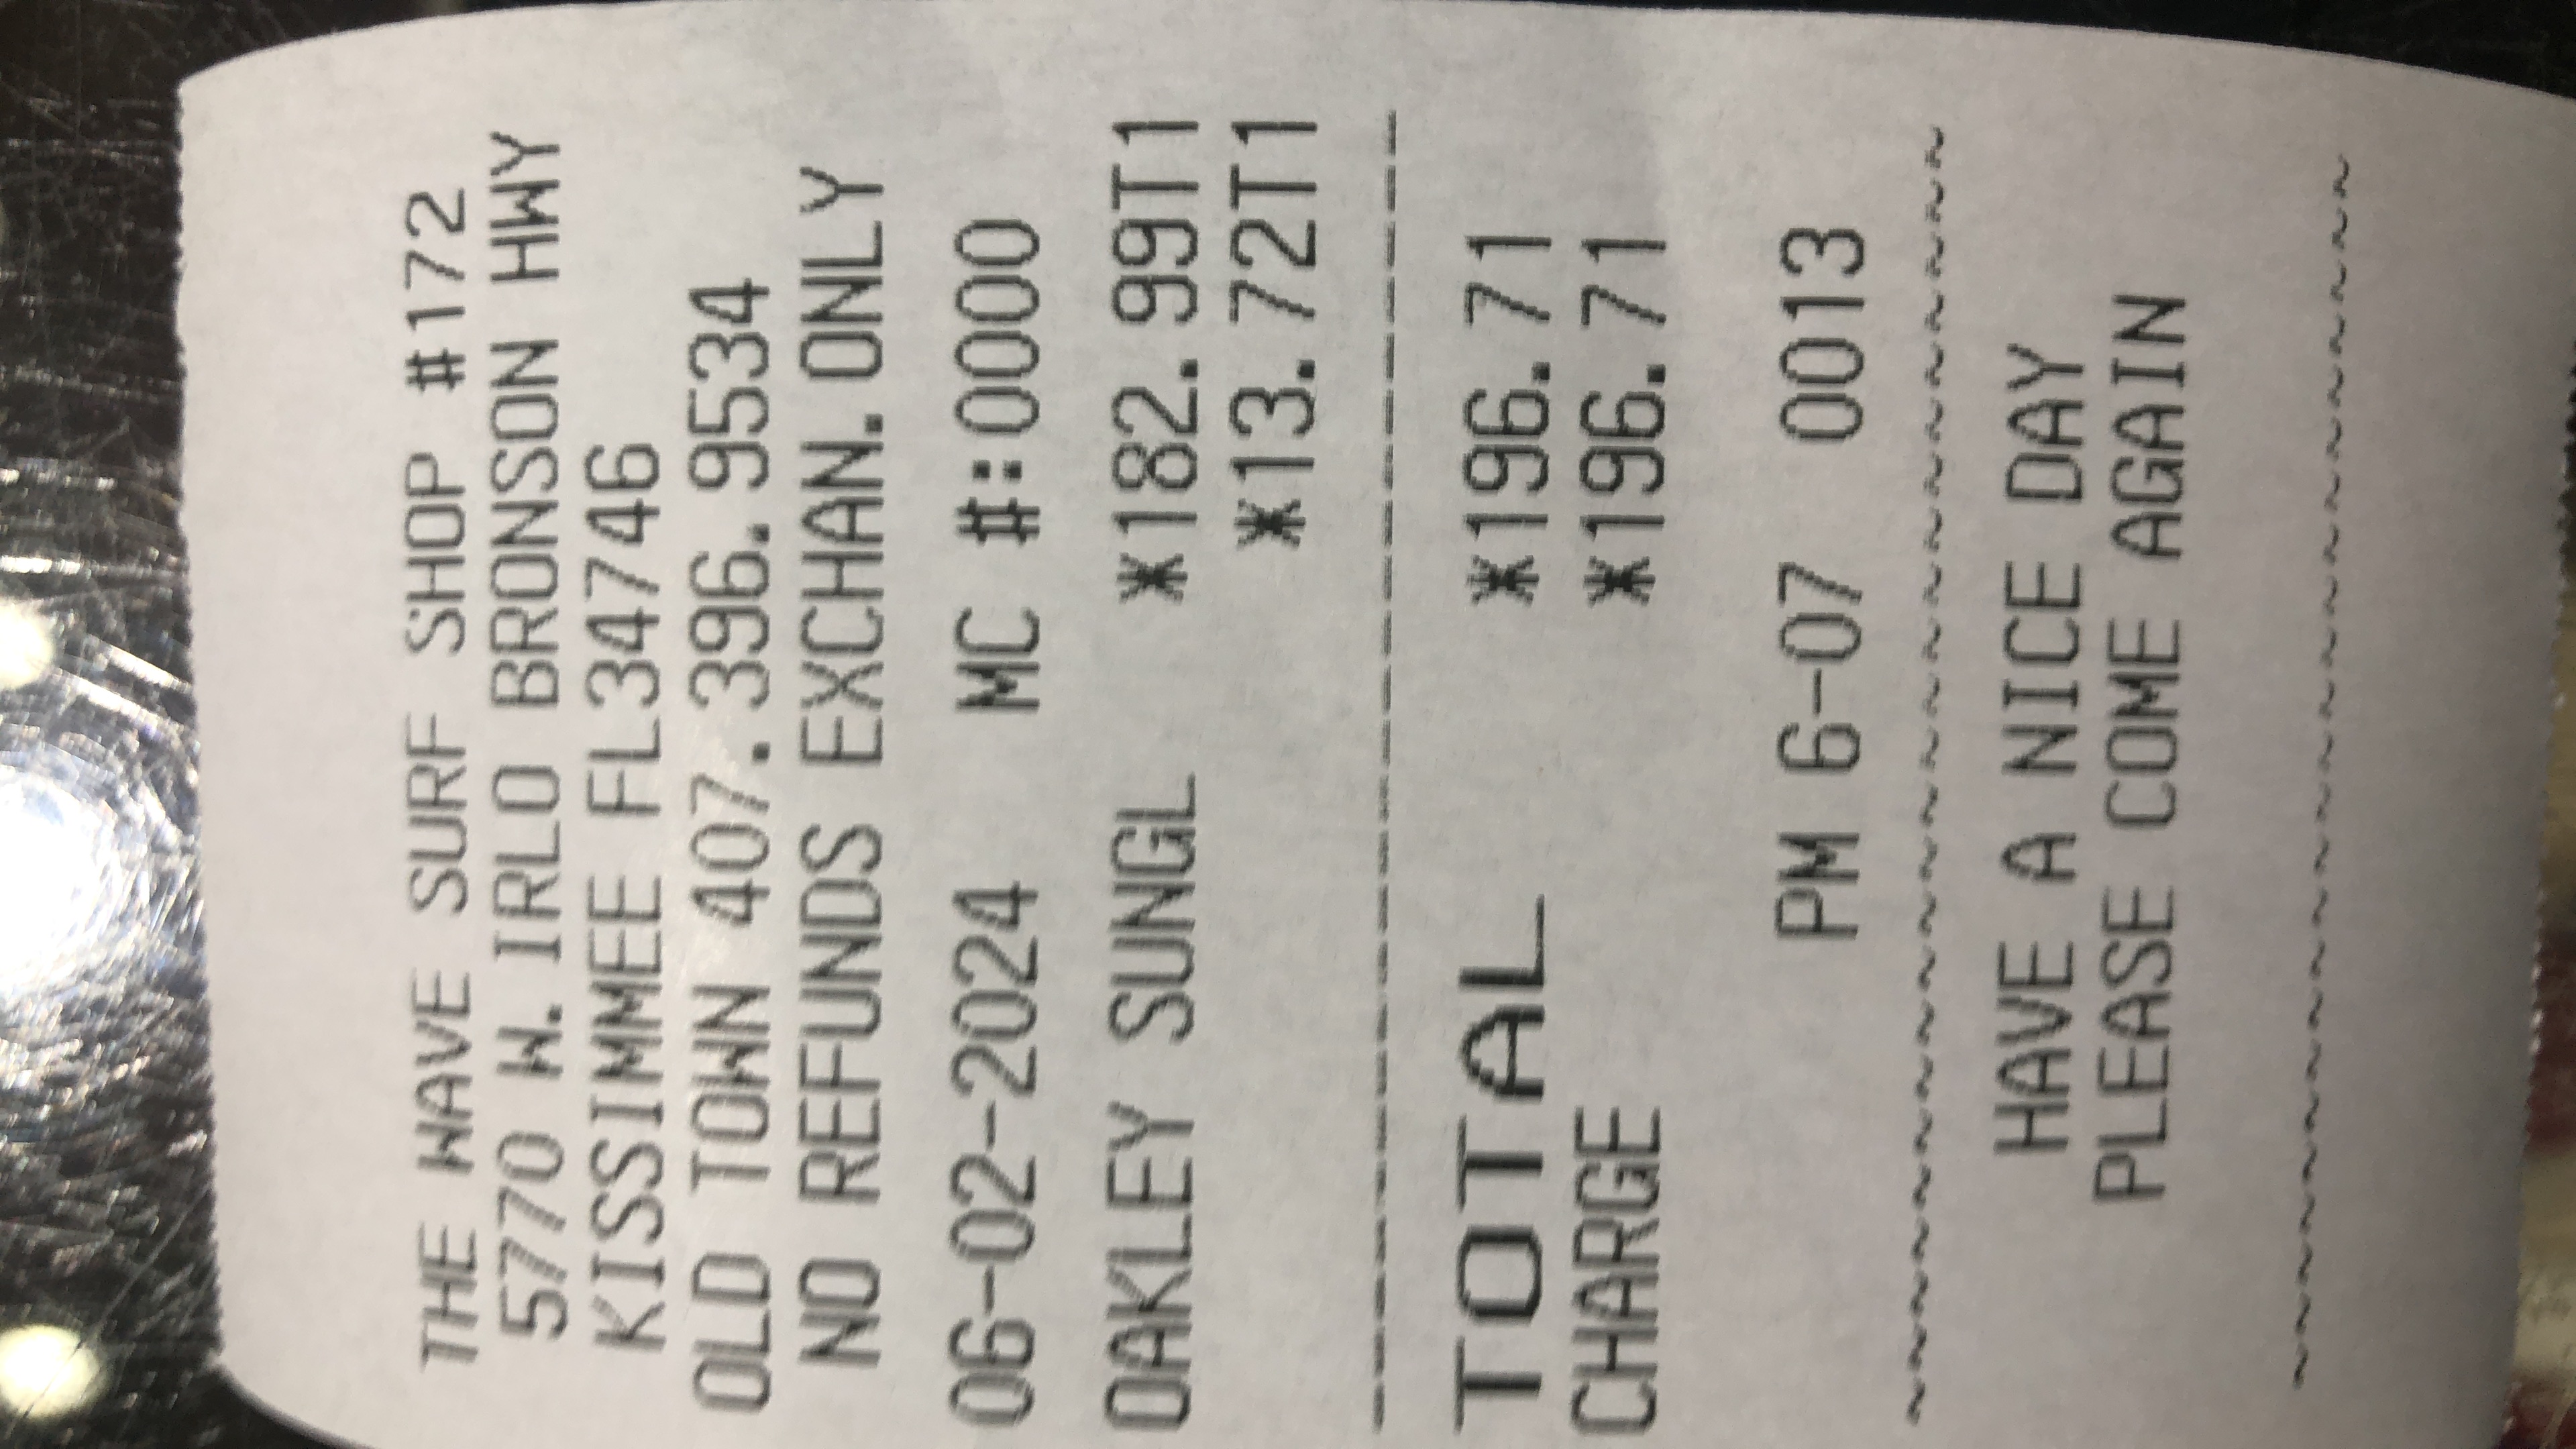 THE WAVE SURF SHOP #172
5770 W. IRLO BRONSON HWY
KISSIMMEE FL34746
OLD TOWN 407. 396. 9534
NO REFUNDS EXCHAN. ONLY
06-02-2024 MC #:0000
OAKLEY SUNGL *182. 99T1
*13. 72T1
TOTAL *196. 71
CHARGE *196. 71
PM 6-07 0013
~~~~~~~~~~~~~~~~~~~~~~~~
HAVE A NICE DAY
PLEASE COME AGAIN
~~~~~~~~~~~~~~~~~~~~~~~~